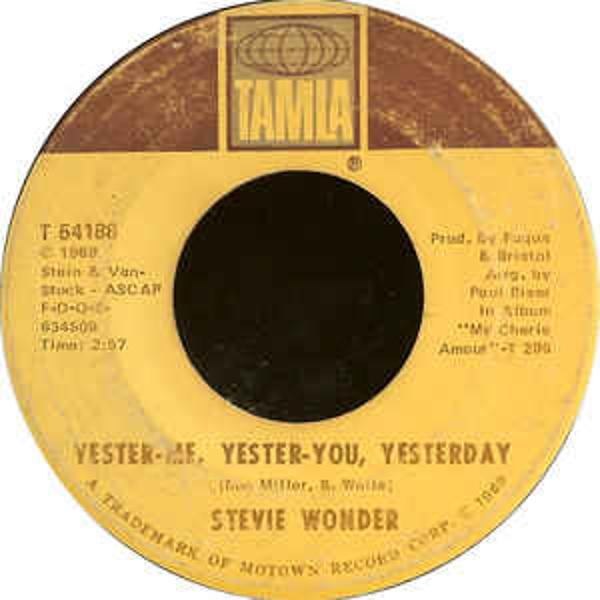 TAMLA
®
T 54188
© 1969
Stein & Van-
Stock - ASCAP
Time: 2:57
Prod. by Fuqua
& Bristol
Arrg. by
Paul Riser
In Album
"My Cherie
Amour"-T 296
YESTER-ME, YESTER-YOU, YESTERDAY
(Ron Miller, B. Wells)
STEVIE WONDER
A TRADEMARK OF MOTOWN RECORD CORP. © 1969